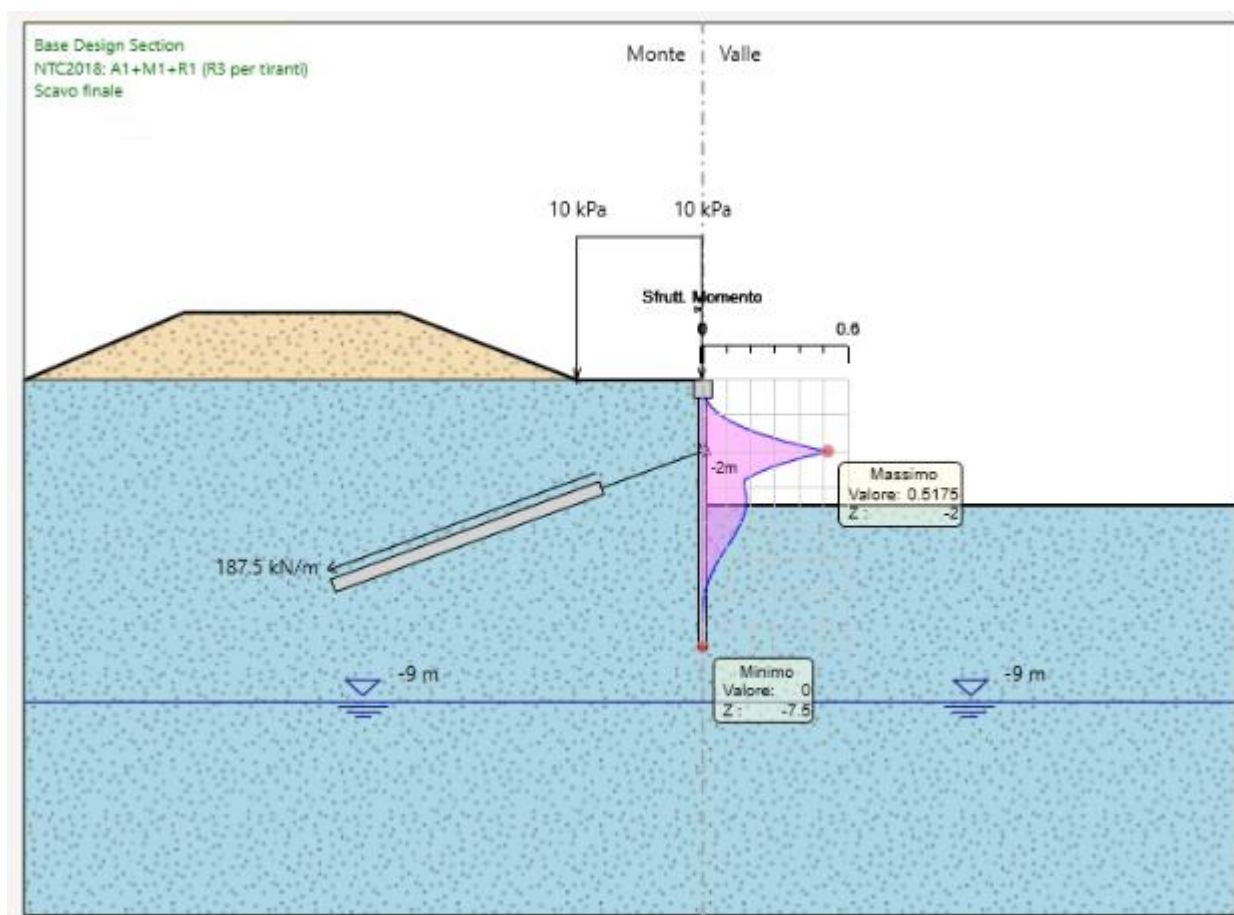 Base Design Section
NTC2018: A1+M1+R1 (R3 per tiranti)
Scavo finale
Monte
Valle
10 kPa
10 kPa
Sfrutt. Momento
0
0.6
-2m
Massimo
Valore: 0.5175
Z : -2
187.5 kN/m
Minimo
Valore: 0
Z : -7.5
-9 m
-9 m